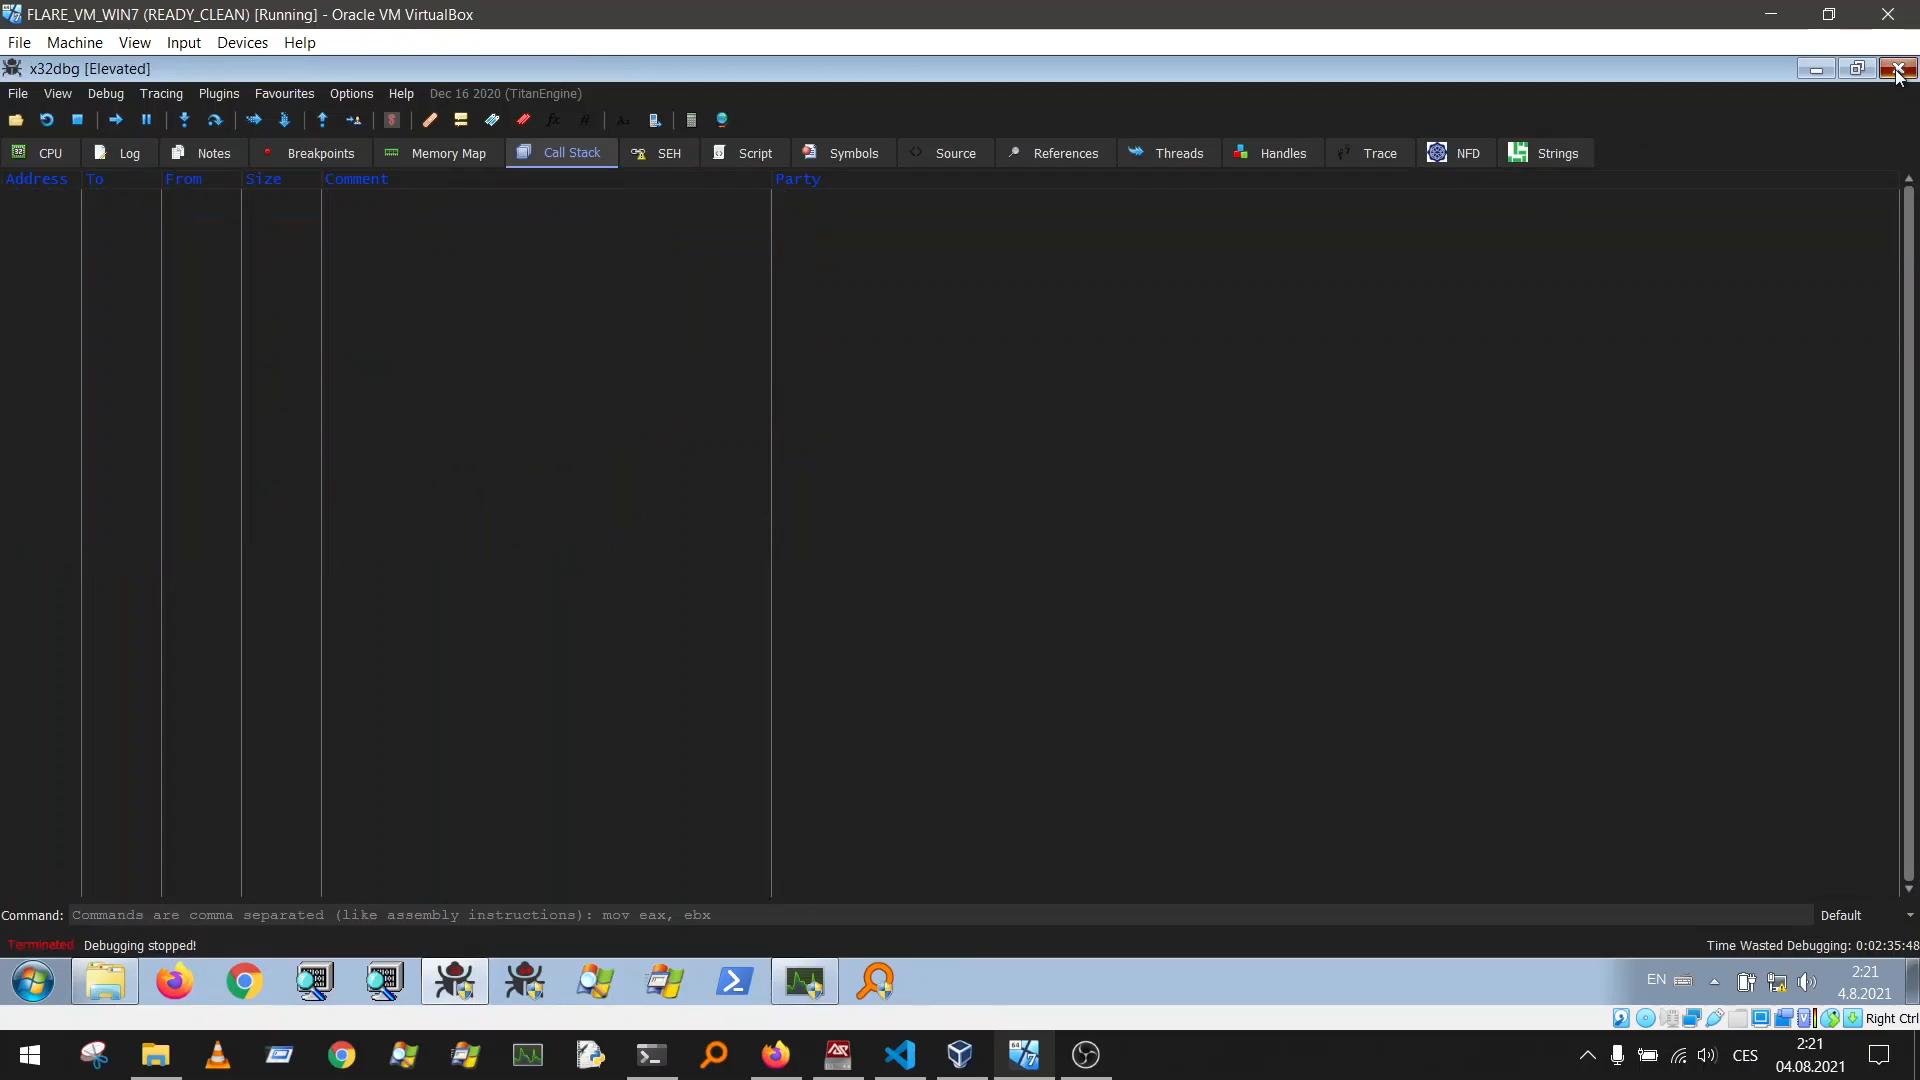 FLARE_VM_WIN7 (READY_CLEAN) [Running] - Oracle VM VirtualBox
File Machine View Input Devices Help
x32dbg [Elevated]
File View Debug Tracing Plugins Favourites Options Help Dec 16 2020 (TitanEngine)
CPU Log Notes Breakpoints Memory Map Call Stack SEH Script Symbols Source References Threads Handles Trace NFD Strings
Address To From Size Comment Party
Command: Commands are comma separated (like assembly instructions): mov eax, ebx Default
Terminated Debugging stopped! Time Wasted Debugging: 0:02:35:48
EN 2:21
4.8.2021
Right Ctrl
CES 2:21
04.08.2021